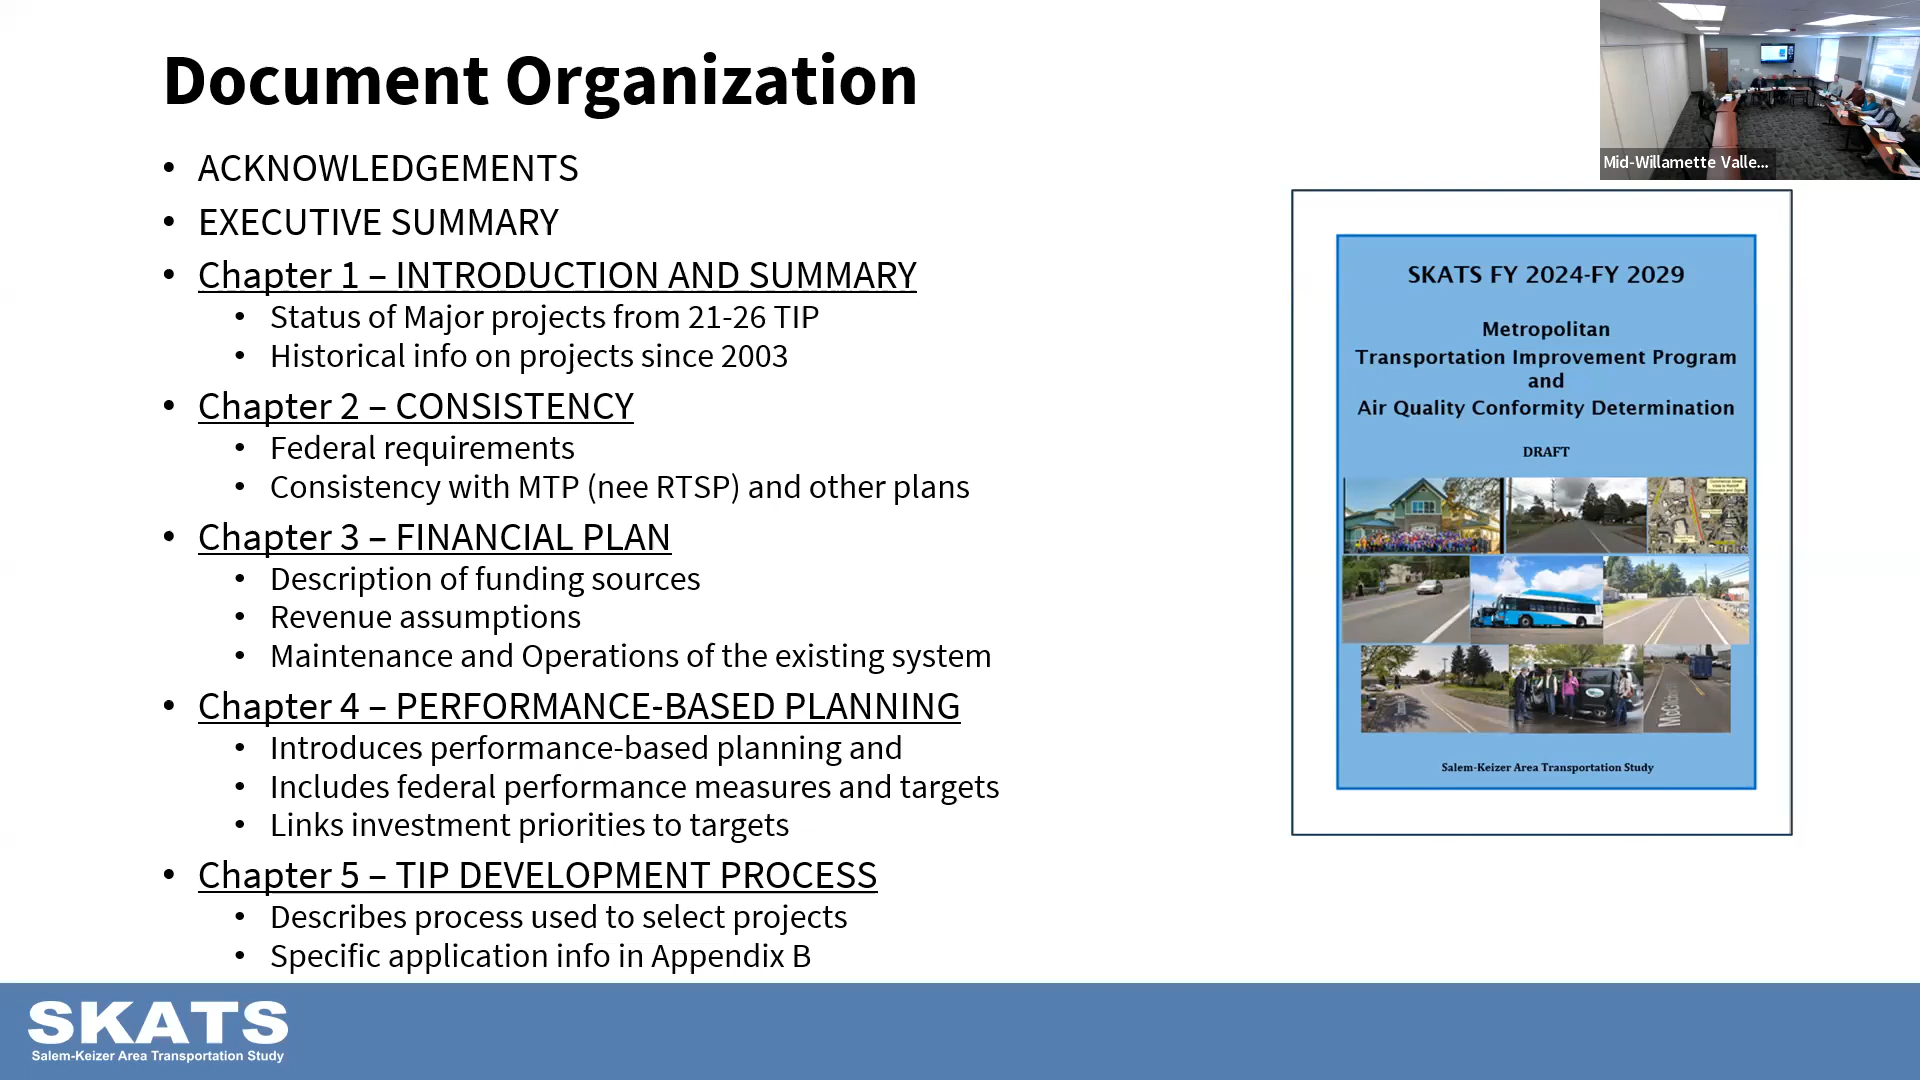 Document Organization
• ACKNOWLEDGEMENTS
• EXECUTIVE SUMMARY
• Chapter 1 – INTRODUCTION AND SUMMARY
• Status of Major projects from 21-26 TIP
• Historical info on projects since 2003
• Chapter 2 – CONSISTENCY
• Federal requirements
• Consistency with MTP (nee RTSP) and other plans
• Chapter 3 – FINANCIAL PLAN
• Description of funding sources
• Revenue assumptions
• Maintenance and Operations of the existing system
• Chapter 4 – PERFORMANCE-BASED PLANNING
• Introduces performance-based planning and
• Includes federal performance measures and targets
• Links investment priorities to targets
• Chapter 5 – TIP DEVELOPMENT PROCESS
• Describes process used to select projects
• Specific application info in Appendix B
Mid-Willamette Valle...
SKATS FY 2024-FY 2029
Metropolitan
Transportation Improvement Program
and
Air Quality Conformity Determination
DRAFT
Salem-Keizer Area Transportation Study
SKATS
Salem-Keizer Area Transportation Study